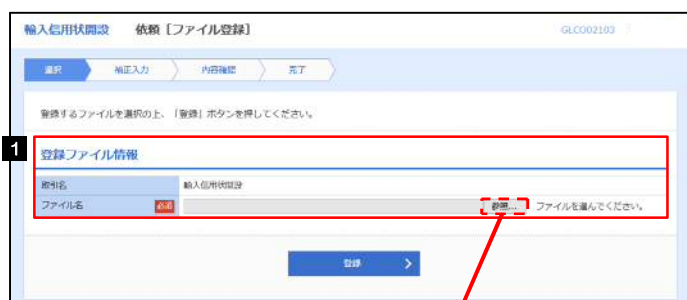 輸入信用状開設 依頼［ファイル登録］ GLCO02103
選択 補正入力 内容確認 完了
登録するファイルを選択の上、「登録」ボタンを押してください。
1
登録ファイル情報
取引名 輸入信用状開設
ファイル名 必須 参照... ファイルを選んでください。
登録